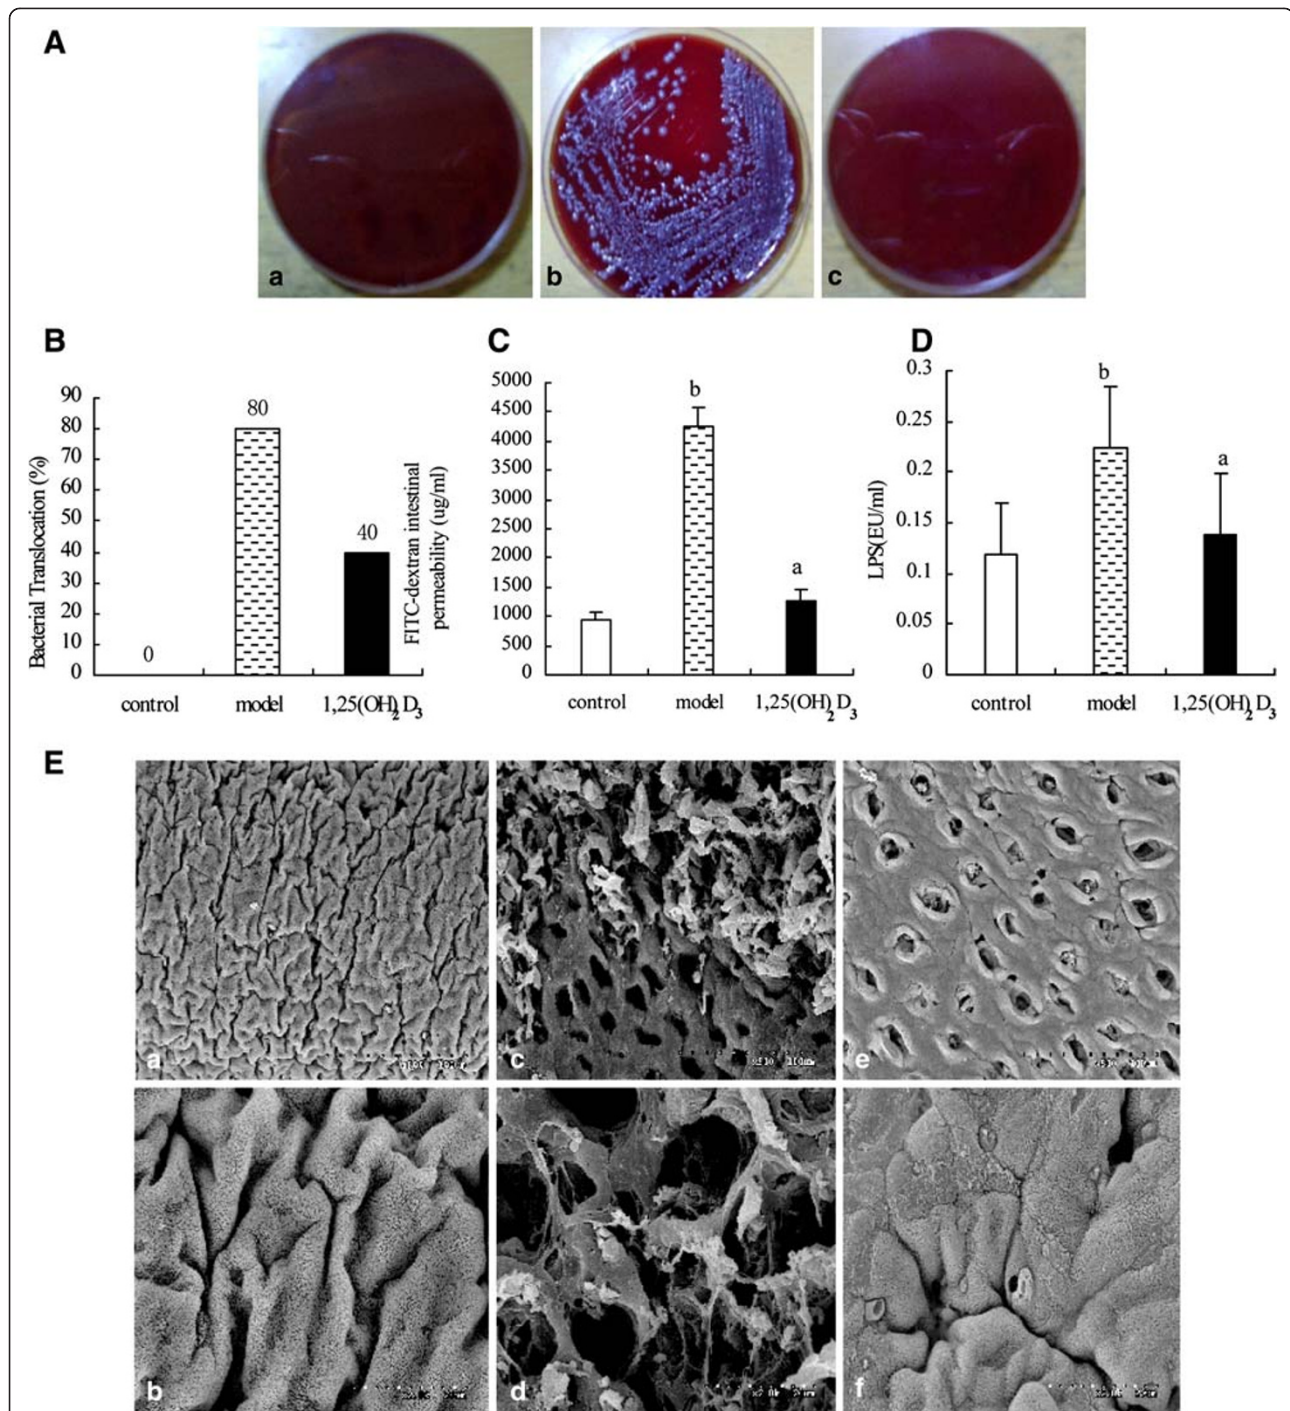 A
a
b
c
B
Bacterial Translocation (%)
90
80
70
60
50
40
30
20
10
0
0
80
40
control
model
1,25(OH)2 D3
C
FITC-dextran intestinal
permeability (ug/ml)
5000
4500
4000
3500
3000
2500
2000
1500
1000
500
0
b
a
control
model
1,25(OH)2 D3
D
LPS(EU/ml)
0.3
0.25
0.2
0.15
0.1
0.05
0
b
a
control
model
1,25(OH)2 D3
E
a
c
e
b
d
f